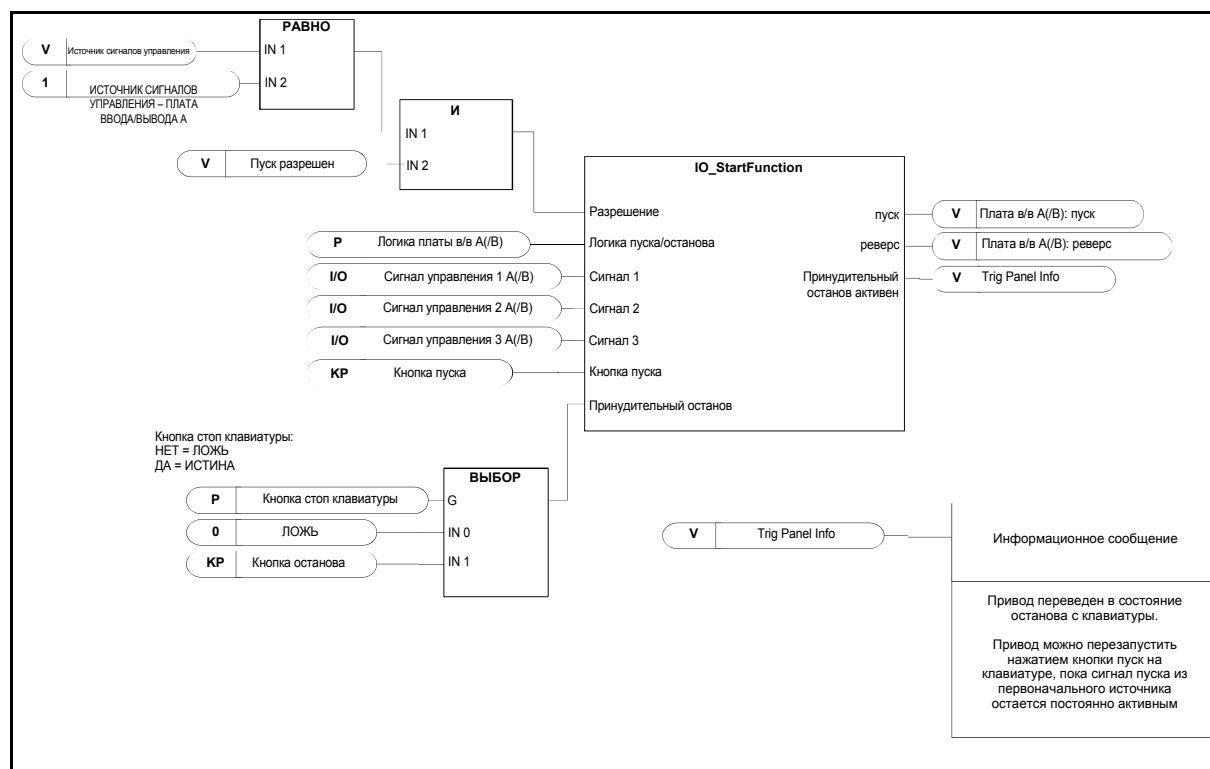 РАВНО
V Источник сигналов управления IN 1
1 ИСТОЧНИК СИГНАЛОВ IN 2
УПРАВЛЕНИЯ – ПЛАТА
ВВОДА/ВЫВОДА А
И
IN 1
V Пуск разрешен IN 2
IO_StartFunction
Разрешение пуск V Плата в/в A(/B): пуск
P Логика платы в/в A(/B) Логика пуска/останова реверс V Плата в/в A(/B): реверс
I/O Сигнал управления 1 A(/B) Сигнал 1 Принудительный V Trig Panel Info
останов активен
I/O Сигнал управления 2 A(/B) Сигнал 2
I/O Сигнал управления 3 A(/B) Сигнал 3
KP Кнопка пуска Кнопка пуска
Принудительный останов
Кнопка стоп клавиатуры:
НЕТ = ЛОЖЬ
ДА = ИСТИНА
ВЫБОР
P Кнопка стоп клавиатуры G
0 ЛОЖЬ IN 0
KP Кнопка останова IN 1
V Trig Panel Info Информационное сообщение
Привод переведен в состояние
останова с клавиатуры.
Привод можно перезапустить
нажатием кнопки пуск на
клавиатуре, пока сигнал пуска из
первоначального источника
остается постоянно активным